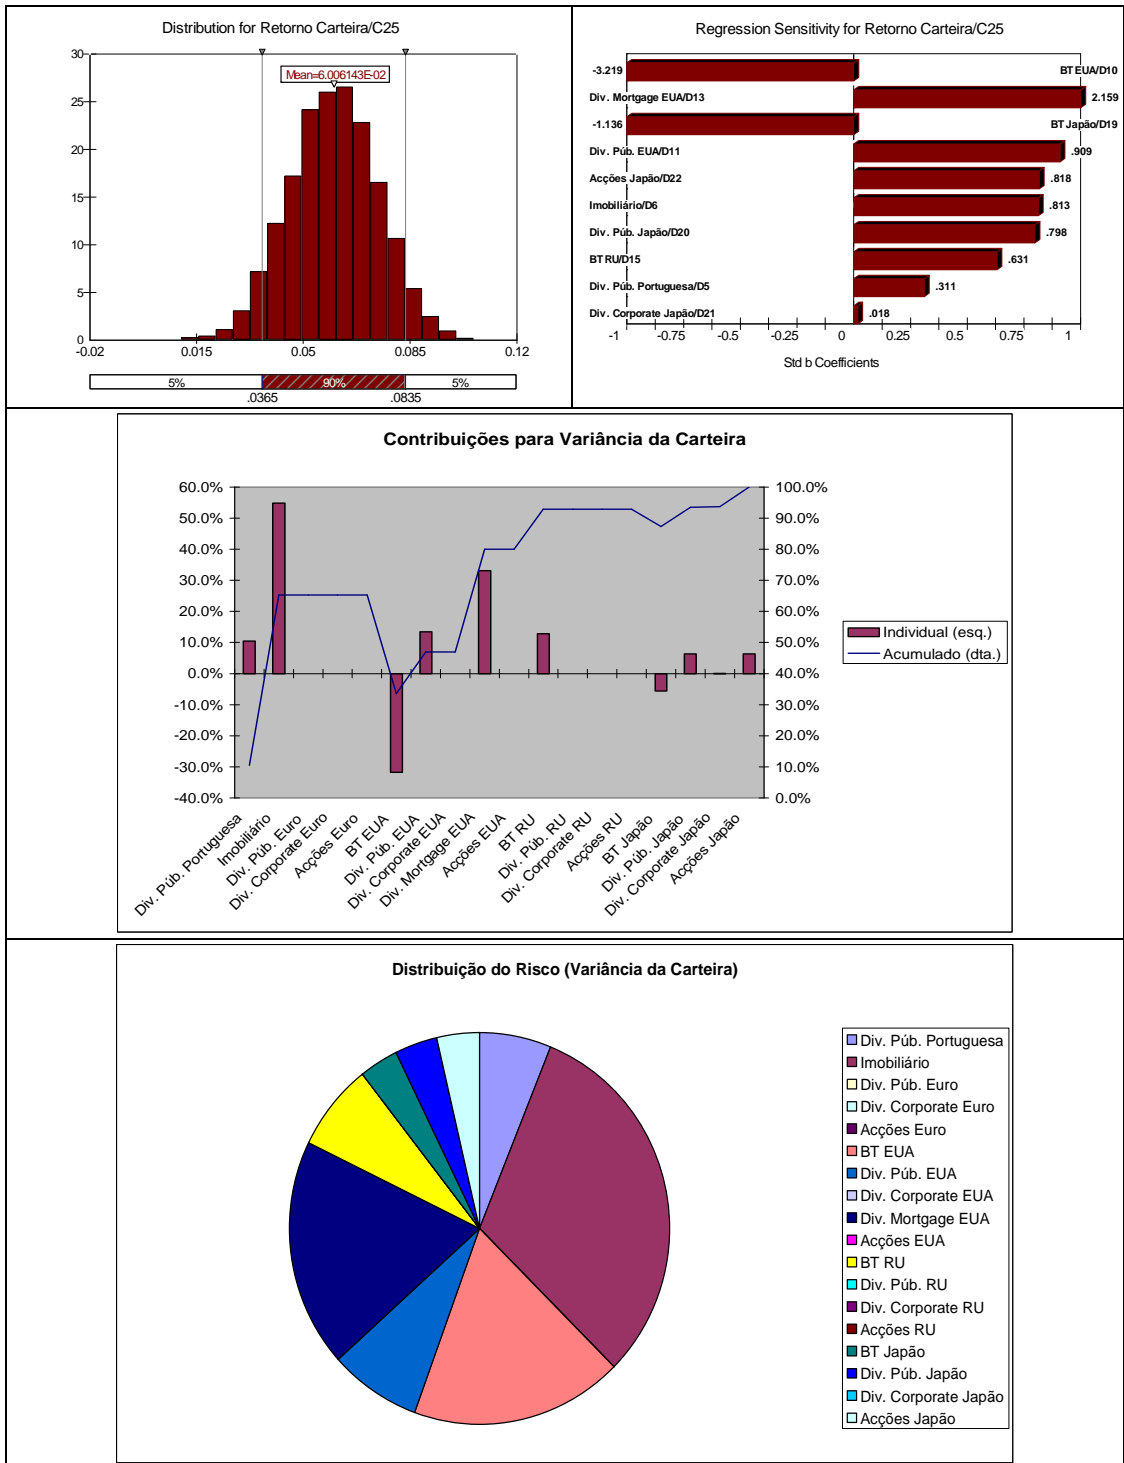 Distribution for Retorno Carteira/C25
Mean=6.006143E-02
30
25
20
15
10
5
0
-0.02
0.015
0.05
0.085
0.12
5%
90%
5%
.0365
.0835
Regression Sensitivity for Retorno Carteira/C25
-3.219
BT EUA/D10
Div. Mortgage EUA/D13
2.159
-1.136
BT Japão/D19
Div. Púb. EUA/D11
.909
Acções Japão/D22
.818
Imobiliário/D6
.813
Div. Púb. Japão/D20
.798
BT RU/D15
.631
Div. Púb. Portuguesa/D5
.311
Div. Corporate Japão/D21
.018
-1
-0.75
-0.5
-0.25
0
0.25
0.5
0.75
1
Std b Coefficients
Contribuições para Variância da Carteira
60.0%
50.0%
40.0%
30.0%
20.0%
10.0%
0.0%
-10.0%
-20.0%
-30.0%
-40.0%
100.0%
90.0%
80.0%
70.0%
60.0%
50.0%
40.0%
30.0%
20.0%
10.0%
0.0%
Div. Púb. Portuguesa
Imobiliário
Div. Púb. Euro
Div. Corporate Euro
Acções Euro
BT EUA
Div. Púb. EUA
Div. Corporate EUA
Div. Mortgage EUA
Acções EUA
BT RU
Div. Púb. RU
Div. Corporate RU
Acções RU
BT Japão
Div. Púb. Japão
Div. Corporate Japão
Acções Japão
Individual (esq.)
Acumulado (dta.)
Distribuição do Risco (Variância da Carteira)
Div. Púb. Portuguesa
Imobiliário
Div. Púb. Euro
Div. Corporate Euro
Acções Euro
BT EUA
Div. Púb. EUA
Div. Corporate EUA
Div. Mortgage EUA
Acções EUA
BT RU
Div. Púb. RU
Div. Corporate RU
Acções RU
BT Japão
Div. Púb. Japão
Div. Corporate Japão
Acções Japão